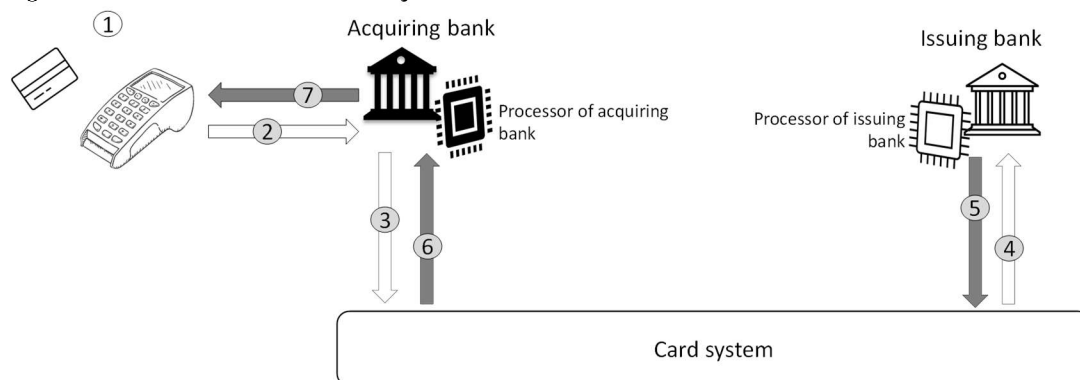 1
Acquiring bank
Issuing bank
7
2
Processor of acquiring
bank
Processor of issuing
bank
3
6
5
4
Card system